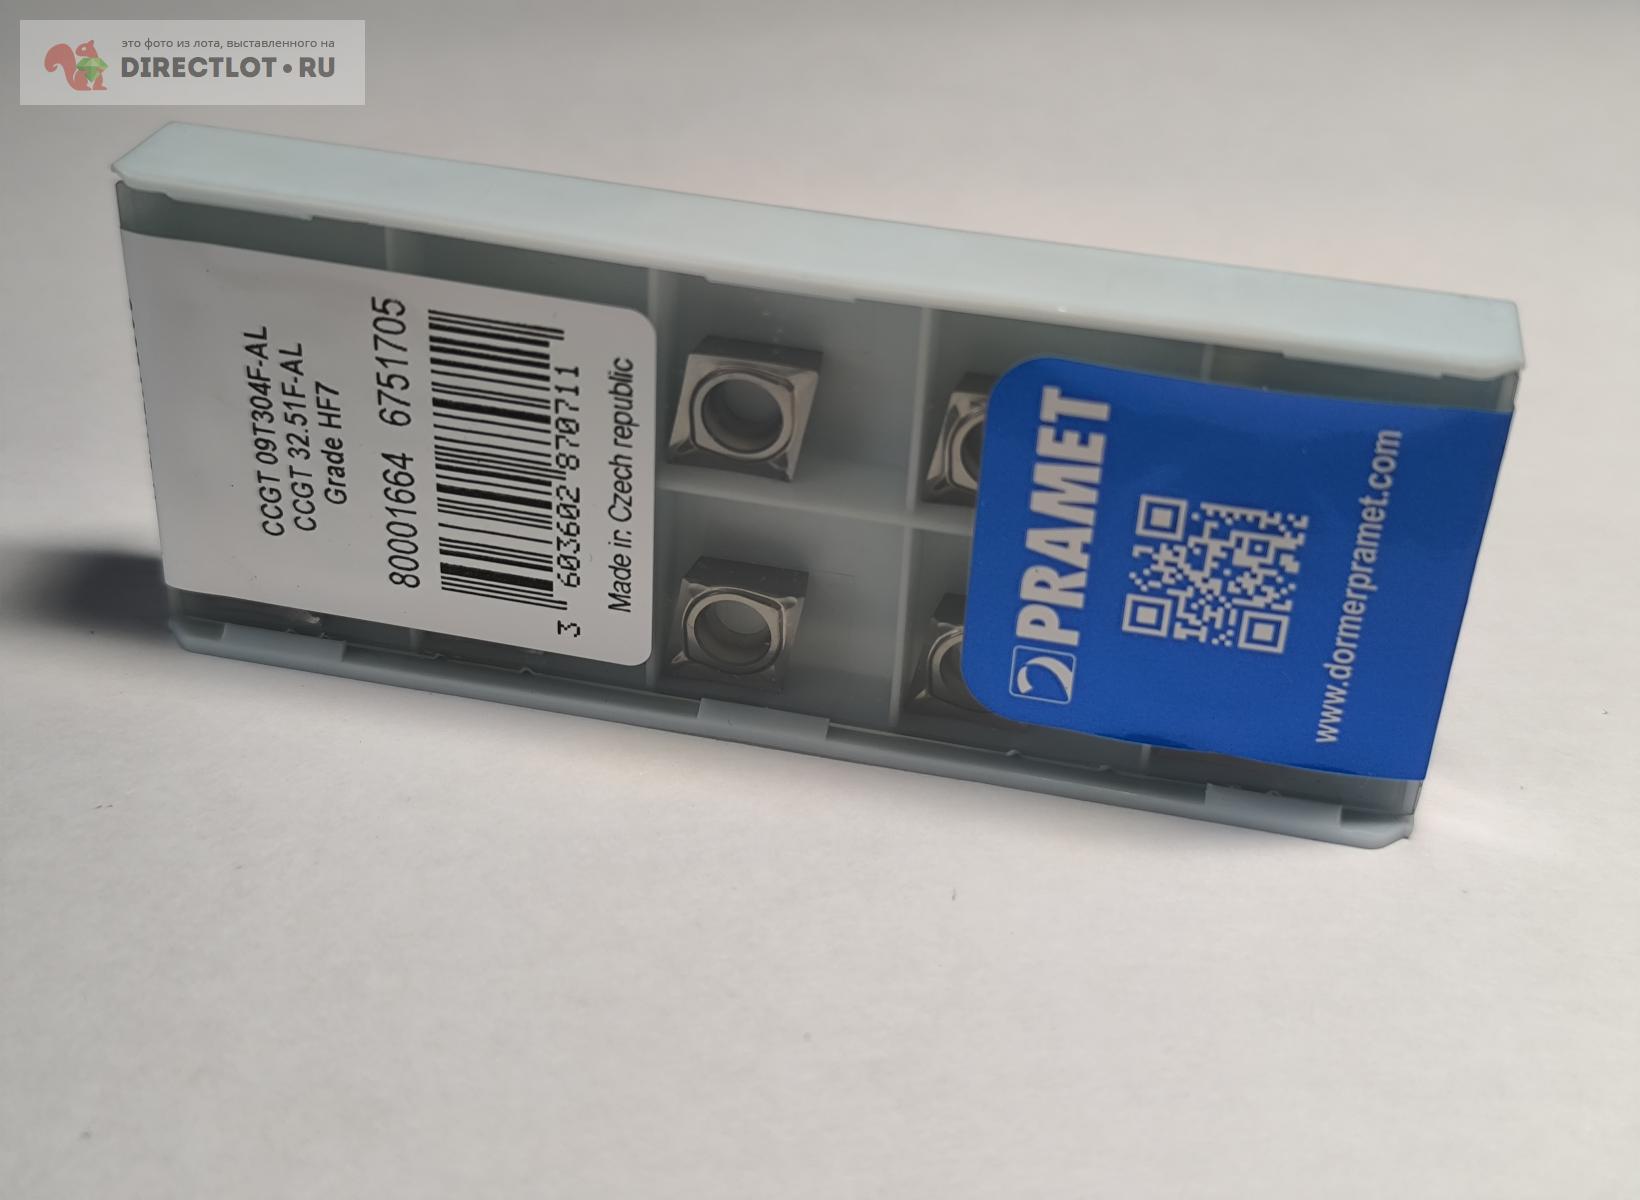 это фото из лота, выставленного на
DIRECTLOT•RU
CCGT 09T304F-AL
CCGT 32.51F-AL
Grade HF7
8001664 6751705
3 603602 870711
Made in: Czech republic
PRAMET
www.dormerpramet.com